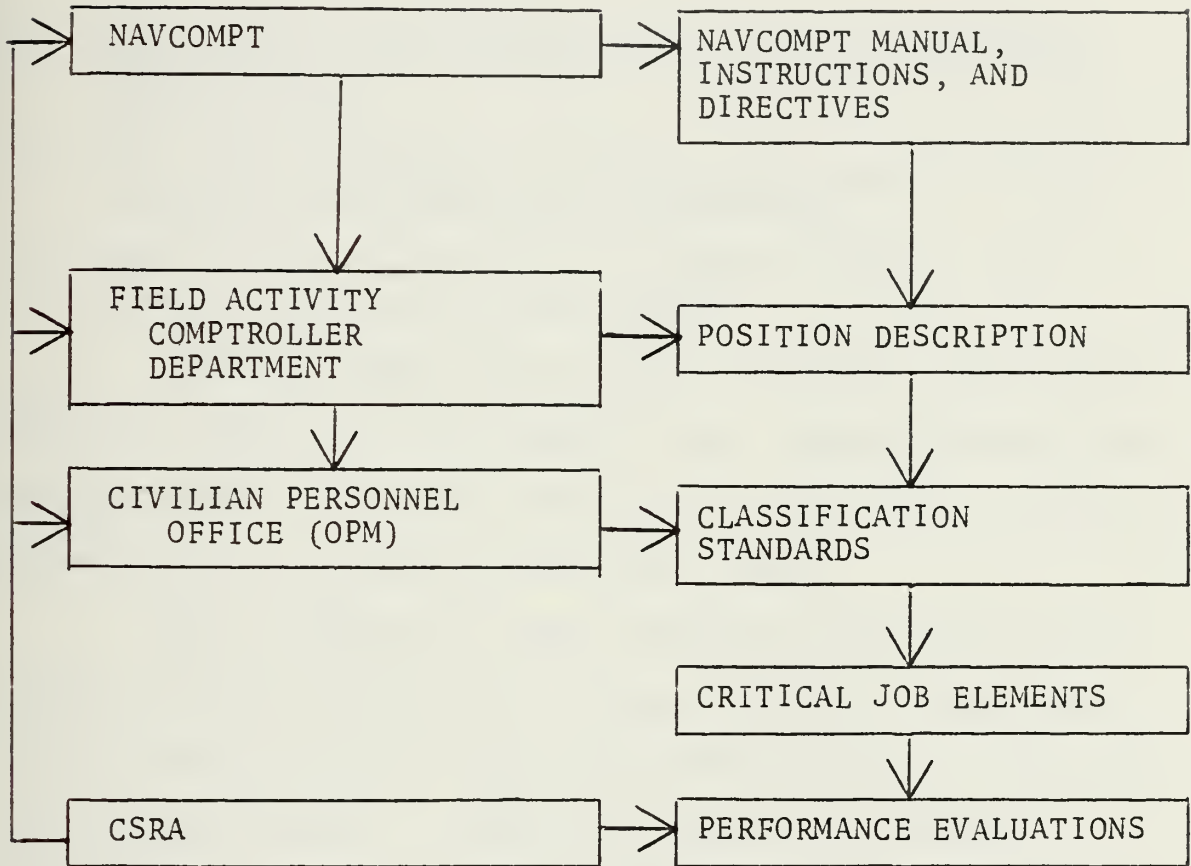 NAVCOMPT
NAVCOMPT MANUAL,
INSTRUCTIONS, AND
DIRECTIVES
FIELD ACTIVITY
COMPTROLLER
DEPARTMENT
POSITION DESCRIPTION
CIVILIAN PERSONNEL
OFFICE (OPM)
CLASSIFICATION
STANDARDS
CRITICAL JOB ELEMENTS
CSRA
PERFORMANCE EVALUATIONS